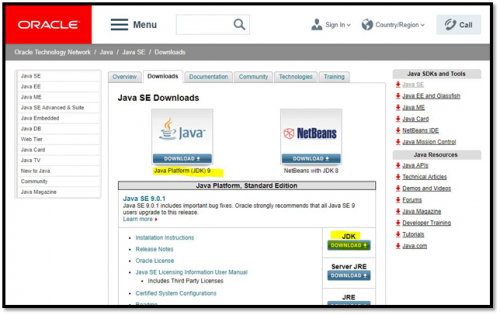 ORACLE
Menu
Sign In
Country/Region
Call
Oracle Technology Network / Java / Java SE / Downloads
Java SE
Java EE
Java ME
Java SE Advanced & Suite
Java Embedded
Java DB
Web Tier
Java Card
Java TV
New to Java
Community
Java Magazine
Overview Downloads Documentation Community Technologies Training
Java SE Downloads
Java
DOWNLOAD
Java Platform (JDK) 9
NetBeans
DOWNLOAD
NetBeans with JDK 8
Java Platform, Standard Edition
Java SE 9.0.1
Java SE 9.0.1 includes important bug fixes. Oracle strongly recommends that all Java SE 9
users upgrade to this release.
Learn more
Installation Instructions
Release Notes
Oracle License
Java SE Licensing Information User Manual
Includes Third Party Licenses
Certified System Configurations
Readme
JDK
DOWNLOAD
Server JRE
DOWNLOAD
JRE
Java SDKs and Tools
Java SE
Java EE and Glassfish
Java ME
Java Card
NetBeans IDE
Java Mission Control
Java Resources
Java APIs
Technical Articles
Demos and Videos
Forums
Java Magazine
Developer Training
Tutorials
Java.com